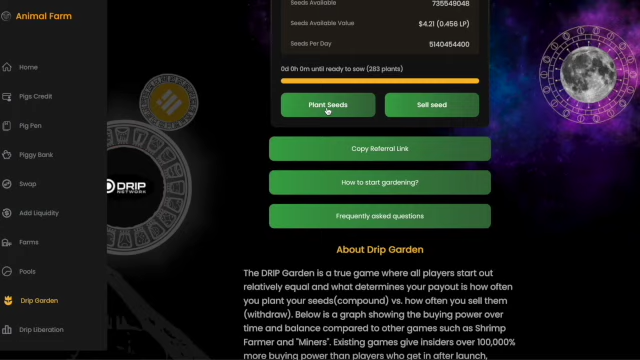 Animal Farm
Home
Pigs Credit
Pig Pen
Piggy Bank
Swap
Add Liquidity
Farms
Pools
Drip Garden
Drip Liberation
DRIP
NETWORK
Seeds Available
735549048
Seeds Available Value
$4.21 (0.456 LP)
Seeds Per Day
5140454400
0d 0h 0m until ready to sow (283 plants)
Plant Seeds
Sell seed
Copy Referral Link
How to start gardening?
Frequently asked questions
About Drip Garden
The DRIP Garden is a true game where all players start out
relatively equal and what determines your payout is how often
you plant your seeds(compound) vs. how often you sell them
(withdraw). Below is a graph showing the buying power over
time and balance compared to other games such as Shrimp
Farmer and "Miners". Existing games give insiders over 100,000%
more buying power than players who get in after launch,